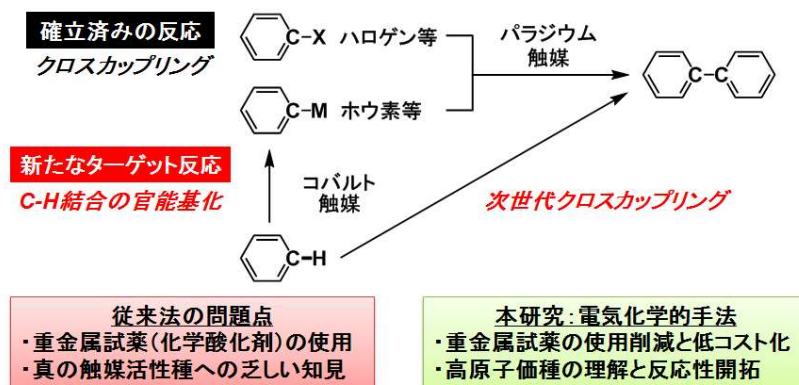 確立済みの反応
クロスカップリング
C-X ハロゲン等
C-M ホウ素等
パラジウム
触媒
C-C
新たなターゲット反応
C-H結合の官能基化
コバルト
触媒
次世代クロスカップリング
C-H
従来法の問題点
・重金属試薬(化学酸化剤)の使用
・真の触媒活性種への乏しい知見
本研究:電気化学的手法
・重金属試薬の使用削減と低コスト化
・高原子価種の理解と反応性開拓